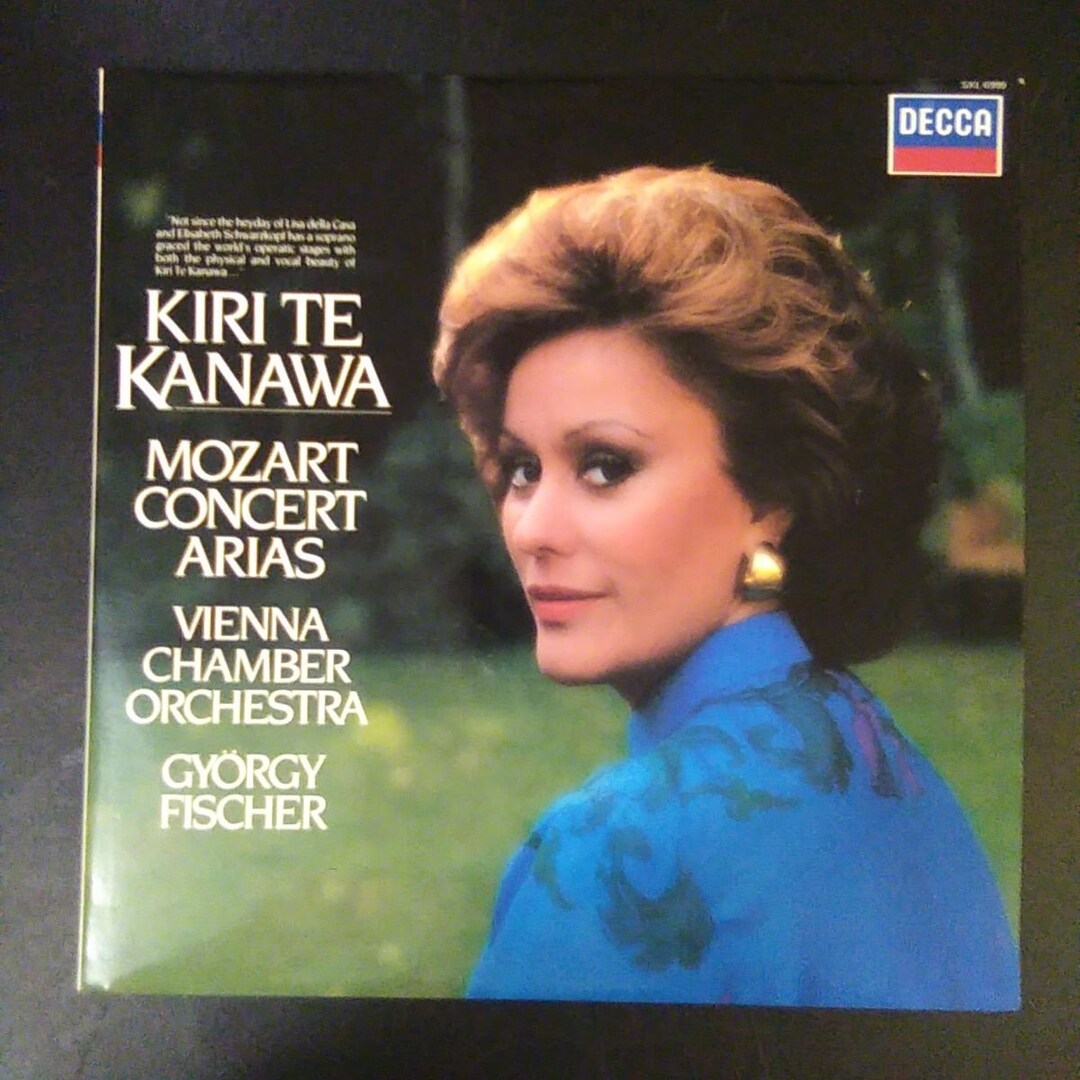 SXL 6999
DECCA
"Not since the heyday of Lisa della Casa
and Elisabeth Schwarzkopf has a soprano
graced the world's operatic stages with
both the physical and vocal beauty of
Kiri Te Kanawa..."
KIRI TE
KANAWA
MOZART
CONCERT
ARIAS
VIENNA
CHAMBER
ORCHESTRA
GYÖRGY
FISCHER